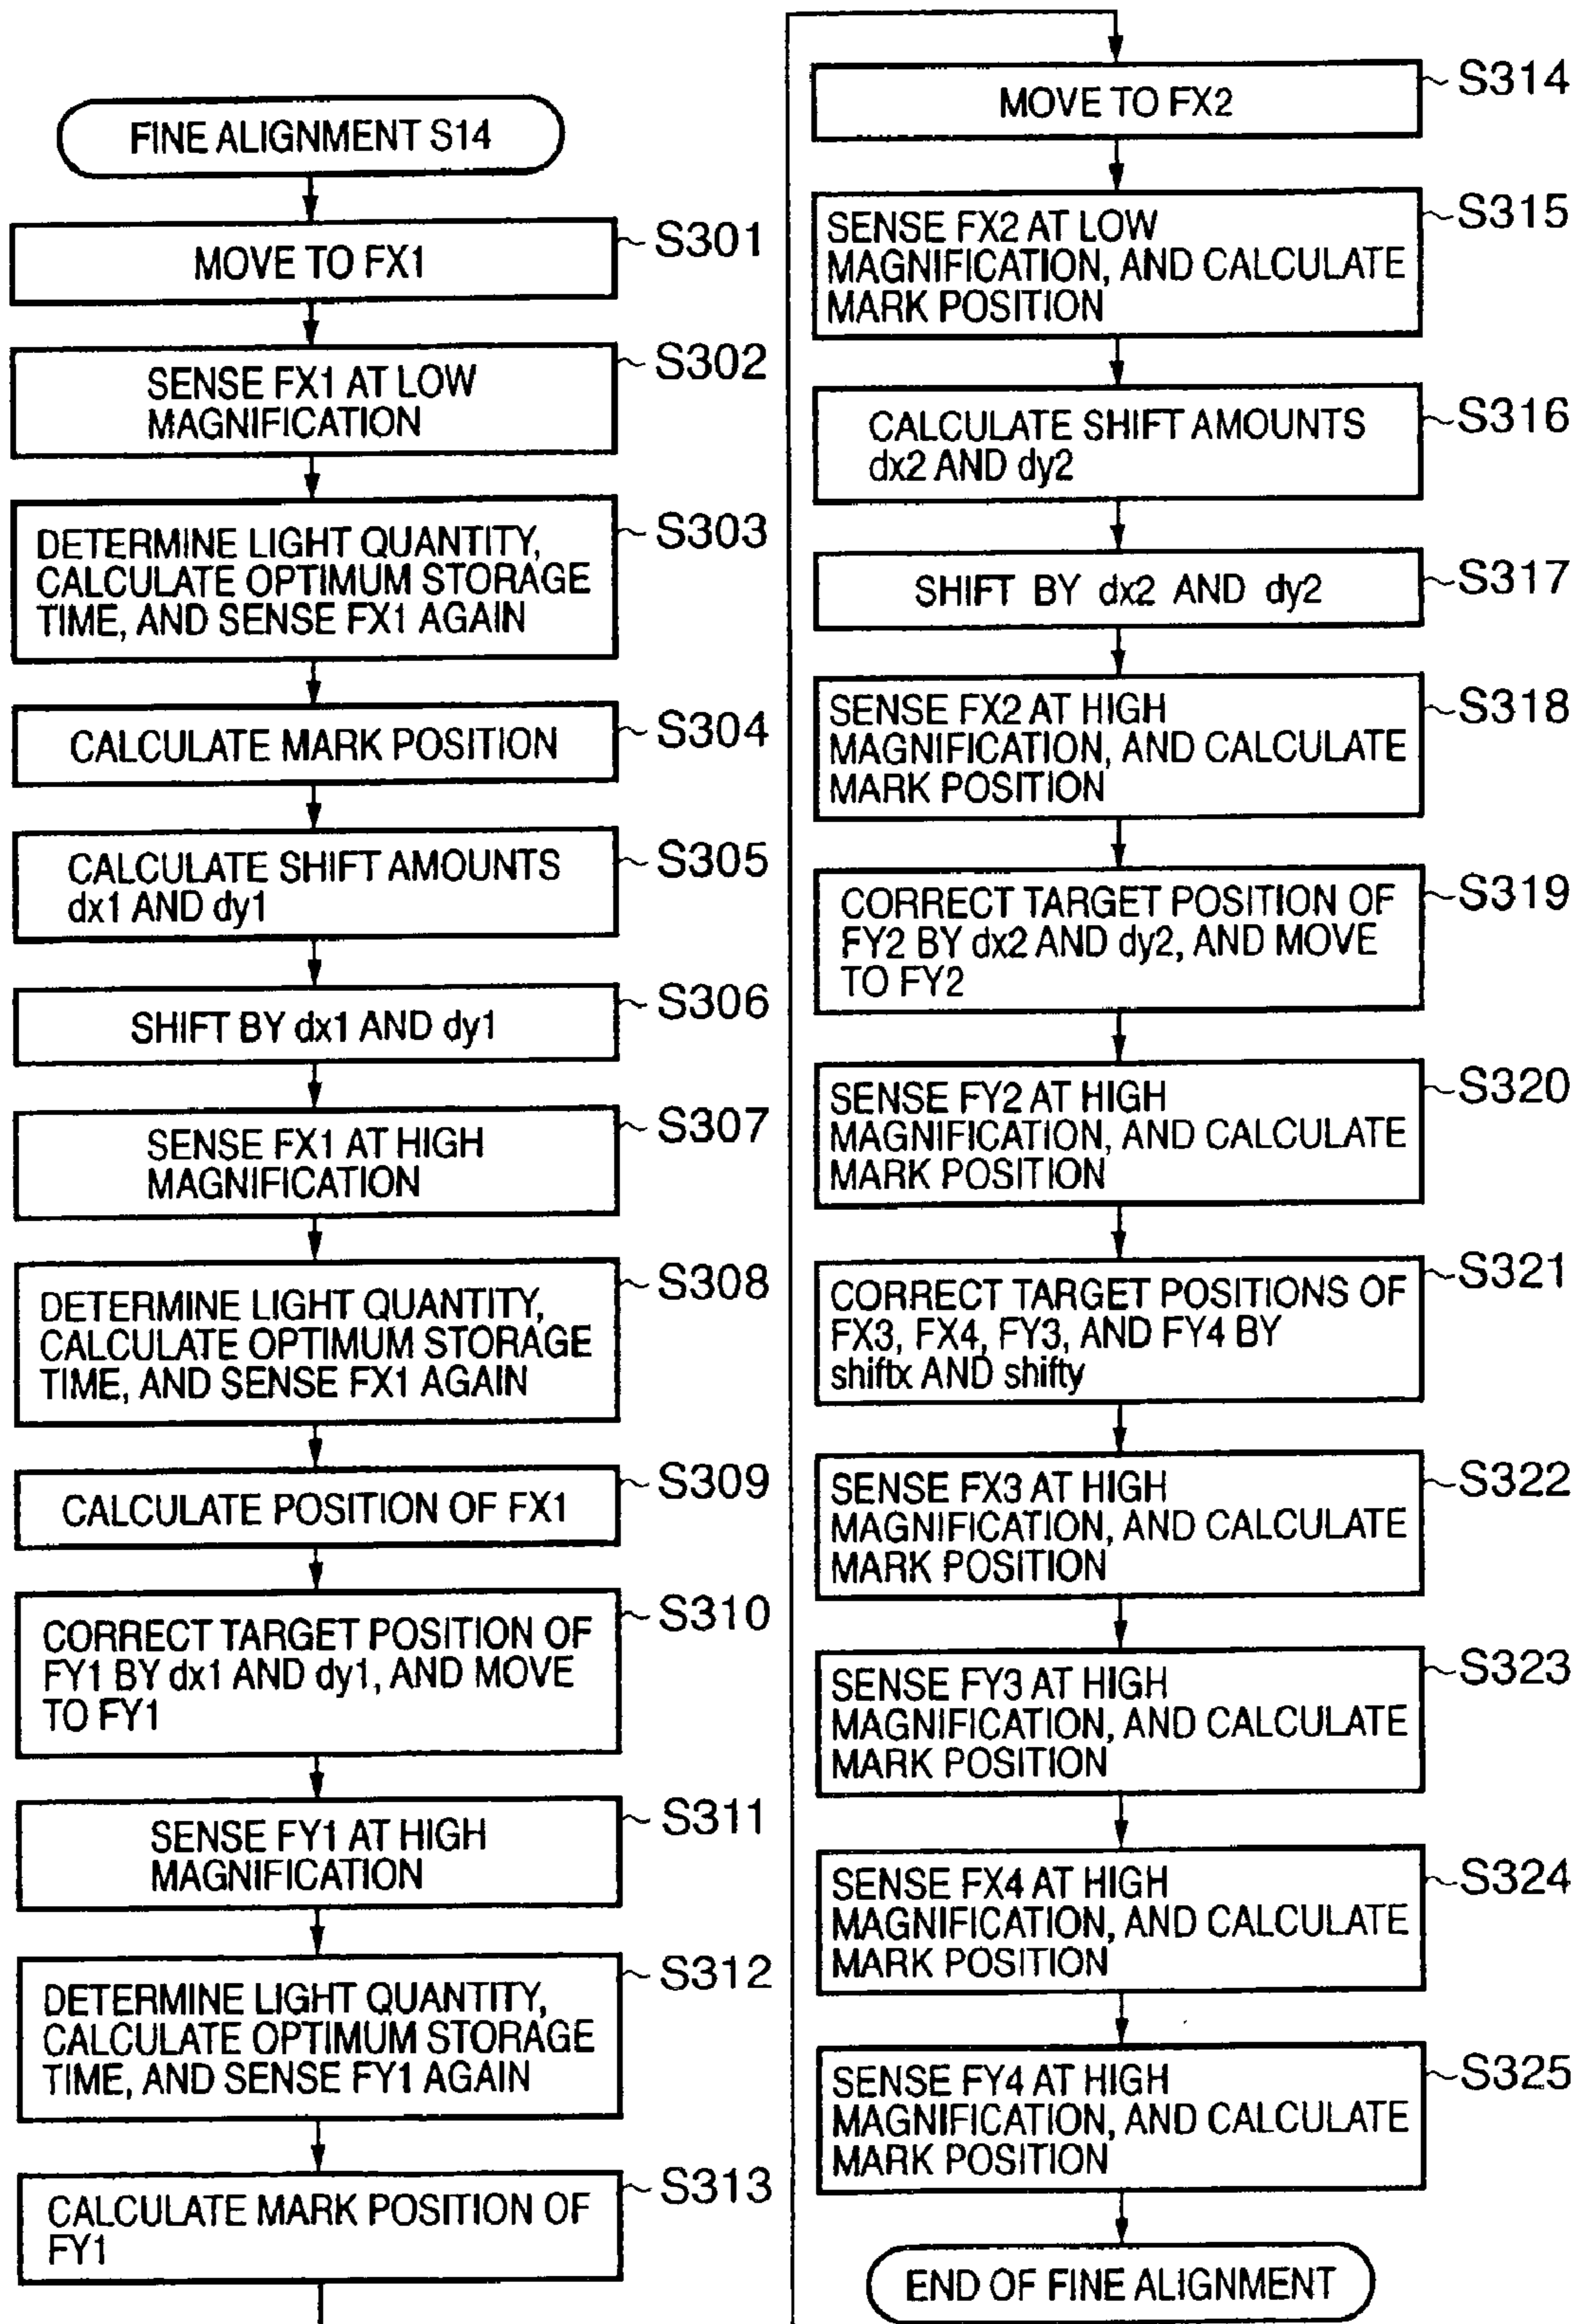 FINE ALIGNMENT S14
MOVE TO FX1
S301
SENSE FX1 AT LOW
MAGNIFICATION
S302
DETERMINE LIGHT QUANTITY,
CALCULATE OPTIMUM STORAGE
TIME, AND SENSE FX1 AGAIN
S303
CALCULATE MARK POSITION
S304
CALCULATE SHIFT AMOUNTS
dx1 AND dy1
S305
SHIFT BY dx1 AND dy1
S306
SENSE FX1 AT HIGH
MAGNIFICATION
S307
DETERMINE LIGHT QUANTITY,
CALCULATE OPTIMUM STORAGE
TIME, AND SENSE FX1 AGAIN
S308
CALCULATE POSITION OF FX1
S309
CORRECT TARGET POSITION OF
FY1 BY dx1 AND dy1, AND MOVE
TO FY1
S310
SENSE FY1 AT HIGH
MAGNIFICATION
S311
DETERMINE LIGHT QUANTITY,
CALCULATE OPTIMUM STORAGE
TIME, AND SENSE FY1 AGAIN
S312
CALCULATE MARK POSITION OF
FY1
S313
MOVE TO FX2
S314
SENSE FX2 AT LOW
MAGNIFICATION, AND CALCULATE
MARK POSITION
S315
CALCULATE SHIFT AMOUNTS
dx2 AND dy2
S316
SHIFT BY dx2 AND dy2
S317
SENSE FX2 AT HIGH
MAGNIFICATION, AND CALCULATE
MARK POSITION
S318
CORRECT TARGET POSITION OF
FY2 BY dx2 AND dy2, AND MOVE
TO FY2
S319
SENSE FY2 AT HIGH
MAGNIFICATION, AND CALCULATE
MARK POSITION
S320
CORRECT TARGET POSITIONS OF
FX3, FX4, FY3, AND FY4 BY
shiftx AND shifty
S321
SENSE FX3 AT HIGH
MAGNIFICATION, AND CALCULATE
MARK POSITION
S322
SENSE FY3 AT HIGH
MAGNIFICATION, AND CALCULATE
MARK POSITION
S323
SENSE FX4 AT HIGH
MAGNIFICATION, AND CALCULATE
MARK POSITION
S324
SENSE FY4 AT HIGH
MAGNIFICATION, AND CALCULATE
MARK POSITION
S325
END OF FINE ALIGNMENT